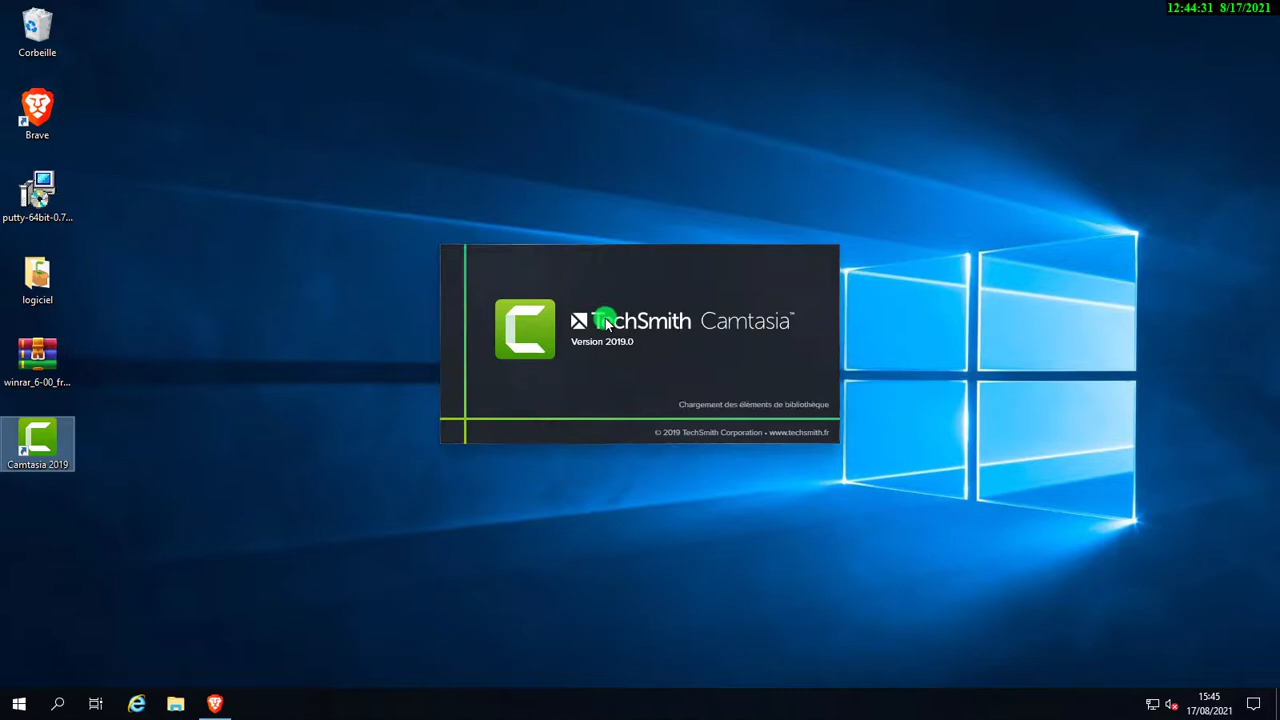 12:44:31 8/17/2021
Corbeille
Brave
putty-64bit-0.7...
logiciel
winrar_6-00_fr...
Camtasia 2019
TechSmith Camtasia™
Version 2019.0
Chargement des éléments de bibliothèque
© 2019 TechSmith Corporation • www.techsmith.fr
15:45
17/08/2021